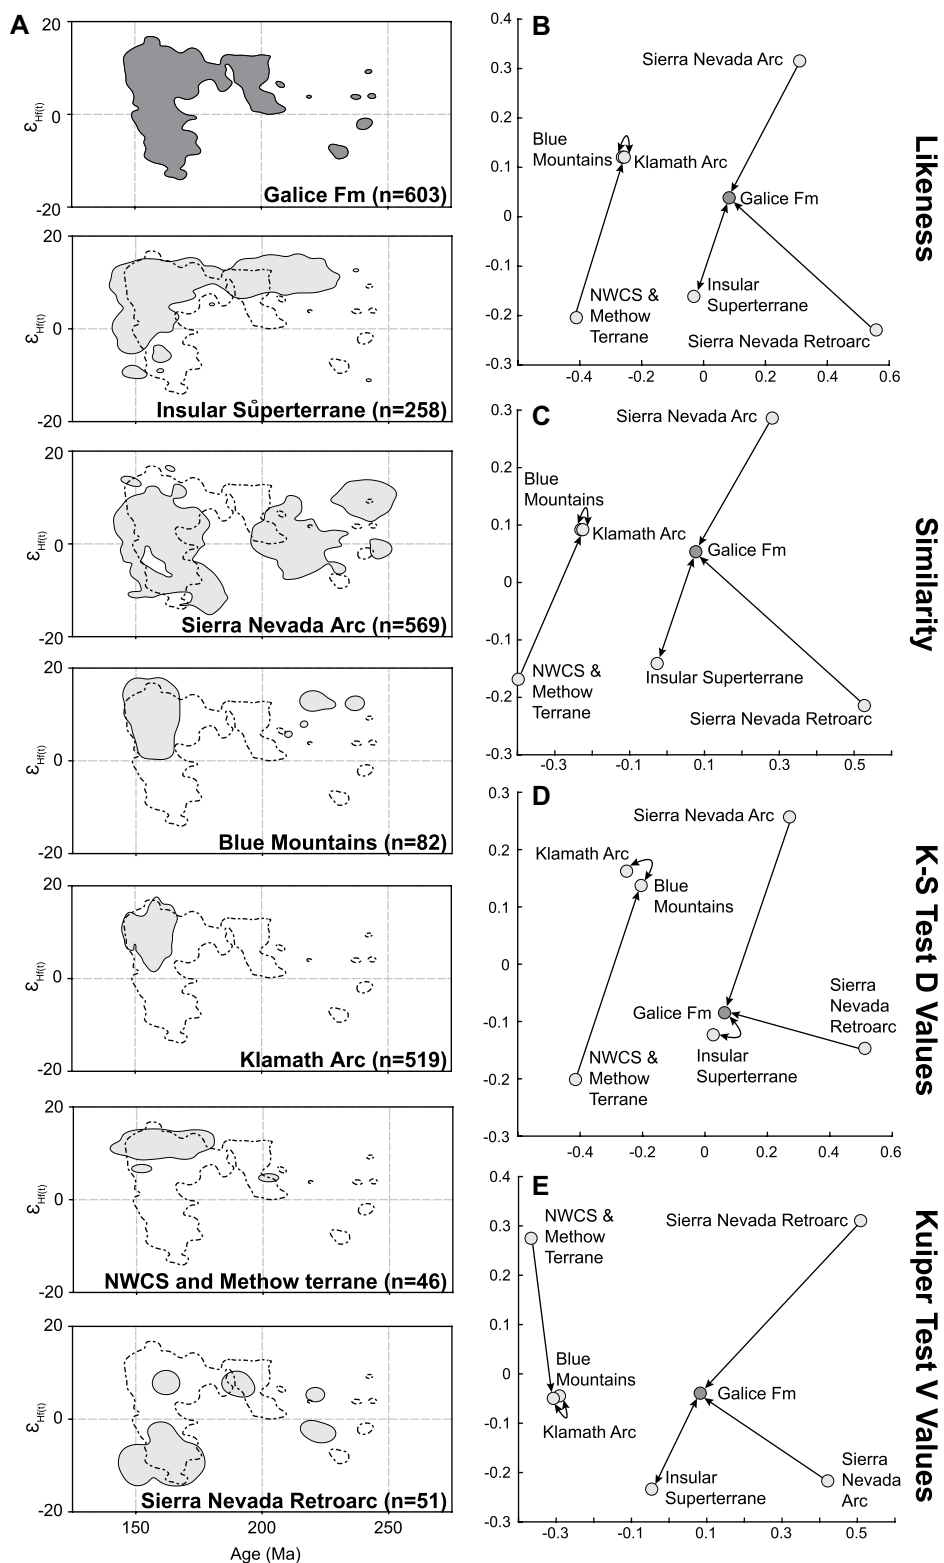 A
20
0
-20
εHf(t)
Galice Fm (n=603)
20
0
-20
εHf(t)
Insular Superterrane (n=258)
20
0
-20
εHf(t)
Sierra Nevada Arc (n=569)
20
0
-20
εHf(t)
Blue Mountains (n=82)
20
0
-20
εHf(t)
Klamath Arc (n=519)
20
0
-20
εHf(t)
NWCS and Methow terrane (n=46)
20
0
-20
εHf(t)
Sierra Nevada Retroarc (n=51)
150 200 250
Age (Ma)
B
0.4
0.3
0.2
0.1
0
-0.1
-0.2
-0.3
Sierra Nevada Arc
Blue
Mountains
Klamath Arc
Galice Fm
NWCS &
Methow
Terrane
Insular
Superterrane
Sierra Nevada Retroarc
-0.4 -0.2 0 0.2 0.4 0.6
Likeness
C
0.3
0.2
0.1
0
-0.1
-0.2
-0.3
Sierra Nevada Arc
Blue
Mountains
Klamath Arc
Galice Fm
NWCS &
Methow
Terrane
Insular Superterrane
Sierra Nevada Retroarc
-0.3 -0.1 0.1 0.3 0.5
Similarity
D
0.3
0.2
0.1
0
-0.1
-0.2
-0.3
Sierra Nevada Arc
Klamath Arc
Blue
Mountains
Galice Fm
Sierra
Nevada
Retroarc
NWCS &
Methow
Terrane
Insular
Superterrane
-0.4 -0.2 0 0.2 0.4 0.6
K-S Test D Values
E
0.4
0.3
0.2
0.1
0
-0.1
-0.2
-0.3
NWCS &
Methow
Terrane
Sierra Nevada Retroarc
Blue
Mountains
Klamath Arc
Galice Fm
Insular
Superterrane
Sierra
Nevada
Arc
-0.3 -0.1 0.1 0.3 0.5
Kuiper Test V Values